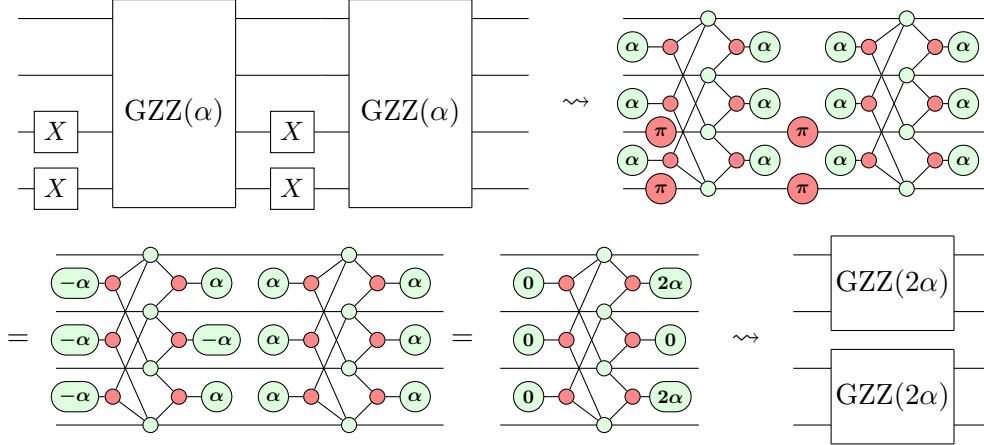 α α α α
X GZZ(α) X GZZ(α) ⇝ α α α α
π π
X X α α α α
π π
−α α α α GZZ(2α)
0 2α
= −α −α α α = 0 0 ⇝
−α α α α 0 2α GZZ(2α)